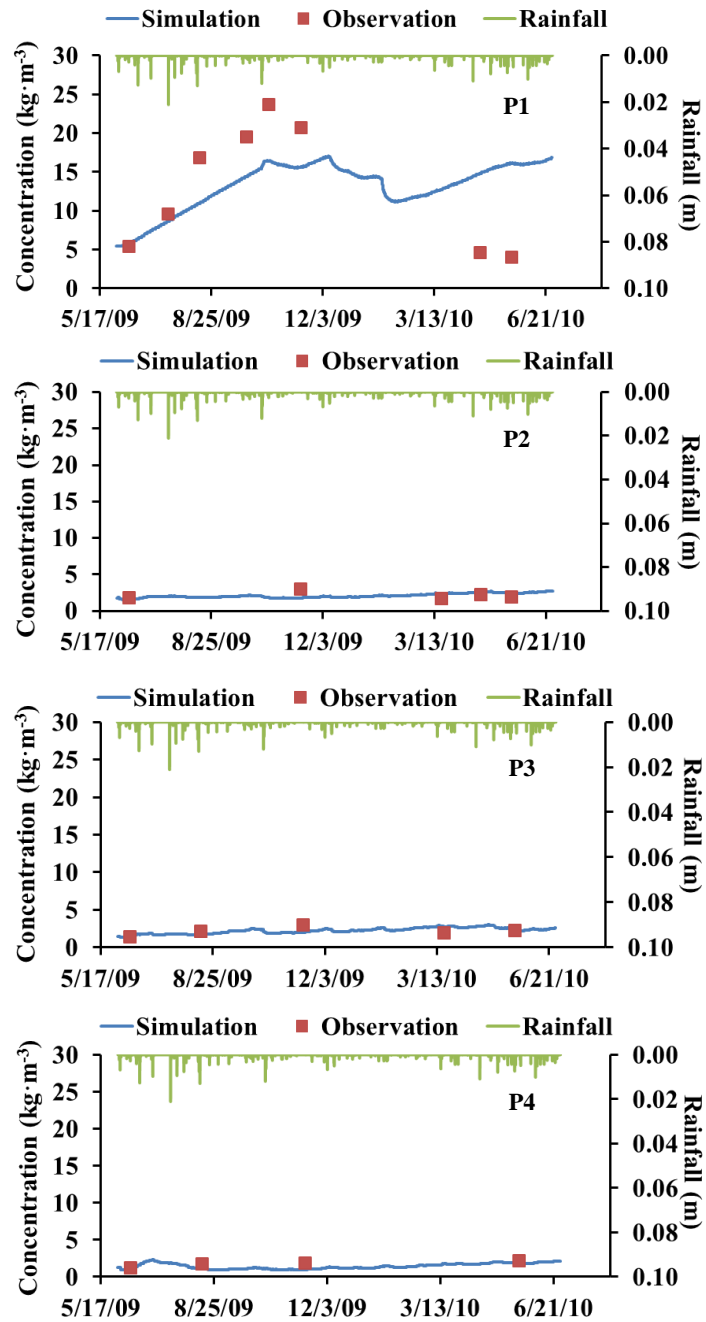 Simulation Observation Rainfall
Concentration (kg·m-3)
30
25
20
15
10
5
0
P1
0.00
0.02
0.04
0.06
0.08
0.10
Rainfall (m)
5/17/09 8/25/09 12/3/09 3/13/10 6/21/10
Simulation Observation Rainfall
Concentration (kg·m-3)
30
25
20
15
10
5
0
P2
0.00
0.02
0.04
0.06
0.08
0.10
Rainfall (m)
5/17/09 8/25/09 12/3/09 3/13/10 6/21/10
Simulation Observation Rainfall
Concentration (kg·m-3)
30
25
20
15
10
5
0
P3
0.00
0.02
0.04
0.06
0.08
0.10
Rainfall (m)
5/17/09 8/25/09 12/3/09 3/13/10 6/21/10
Simulation Observation Rainfall
Concentration (kg·m-3)
30
25
20
15
10
5
0
P4
0.00
0.02
0.04
0.06
0.08
0.10
Rainfall (m)
5/17/09 8/25/09 12/3/09 3/13/10 6/21/10